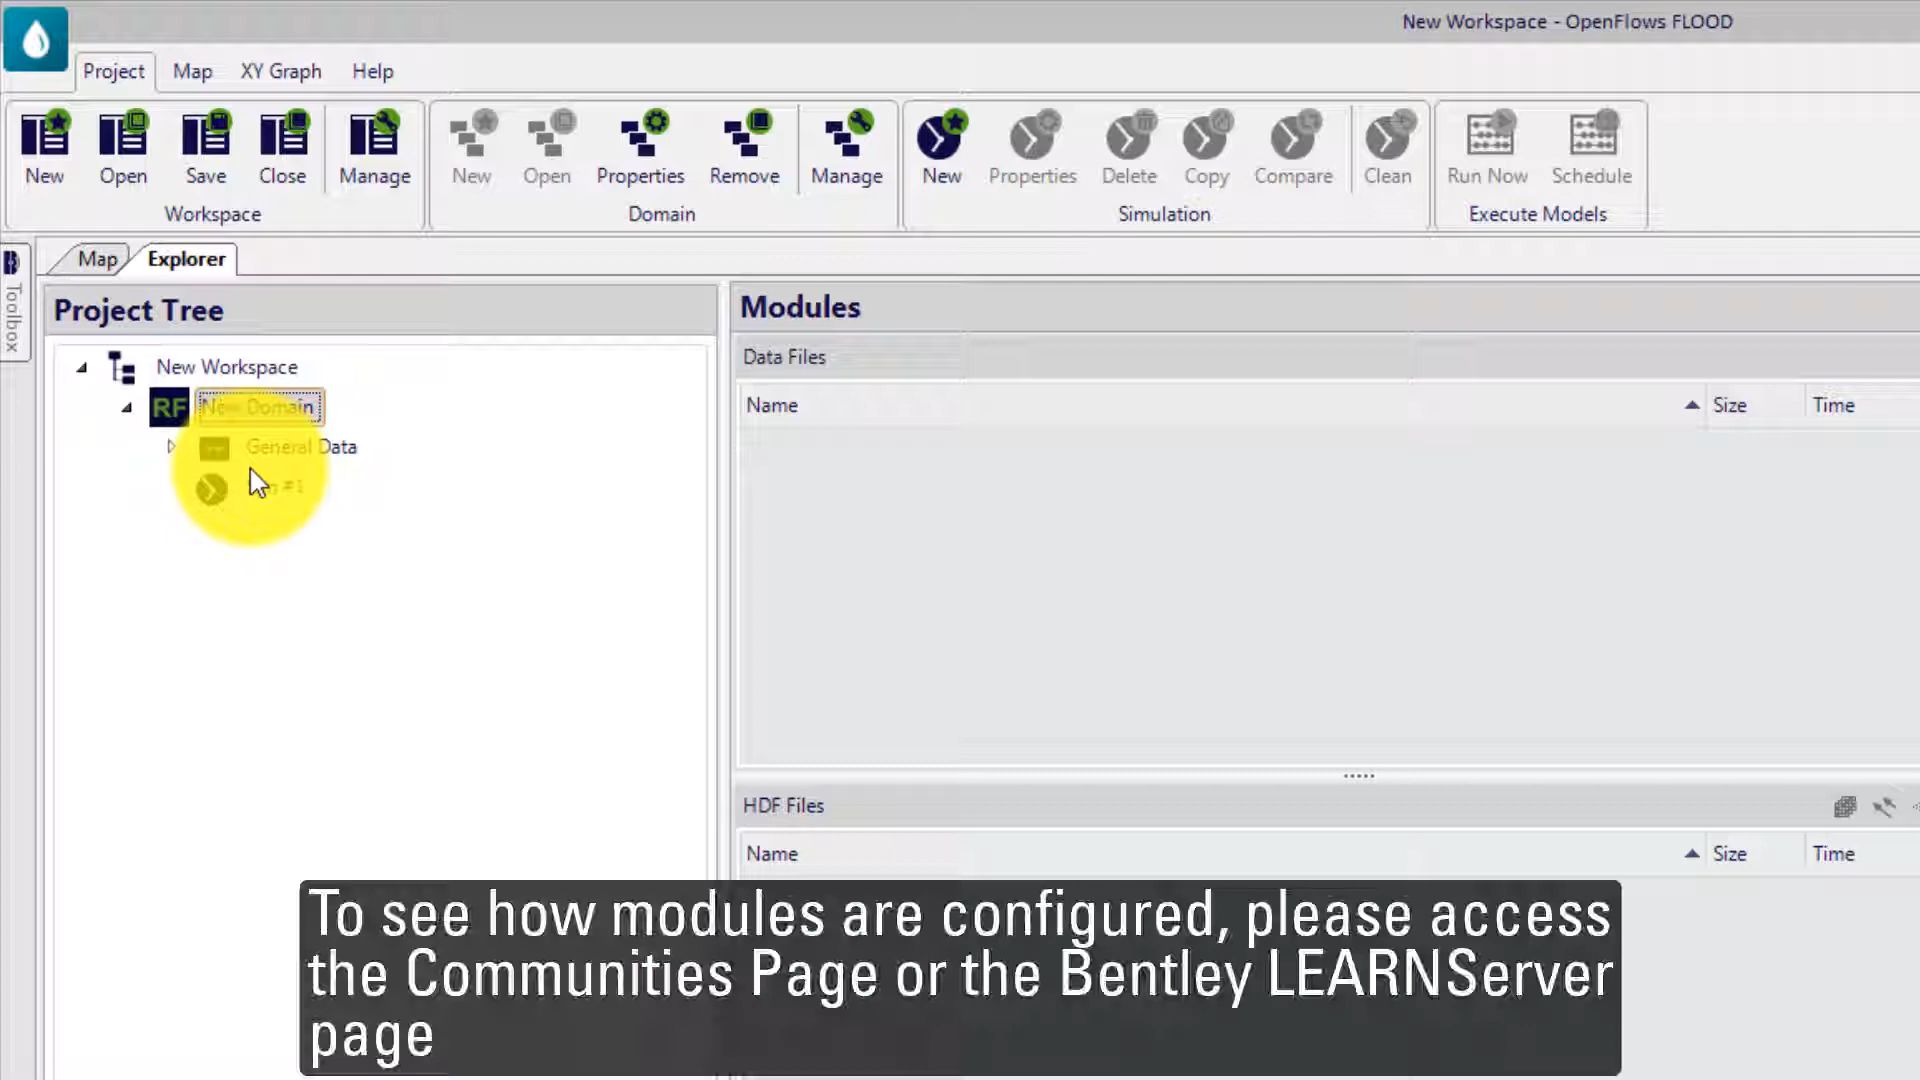 New Workspace - OpenFlows FLOOD
Project Map XY Graph Help
New Open Save Close Manage New Open Properties Remove Manage New Properties Delete Copy Compare Clean Run Now Schedule
Workspace Domain Simulation Execute Models
Toolbox
Map Explorer
Project Tree
New Workspace
RF New Domain
General Data
#1
Modules
Data Files
Name Size Time
HDF Files
Name Size Time
To see how modules are configured, please access
the Communities Page or the Bentley LEARNServer
page